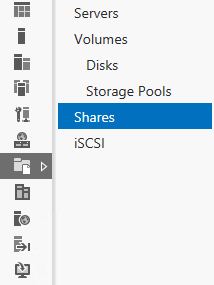 Servers
Volumes
Disks
Storage Pools
Shares
iSCSI